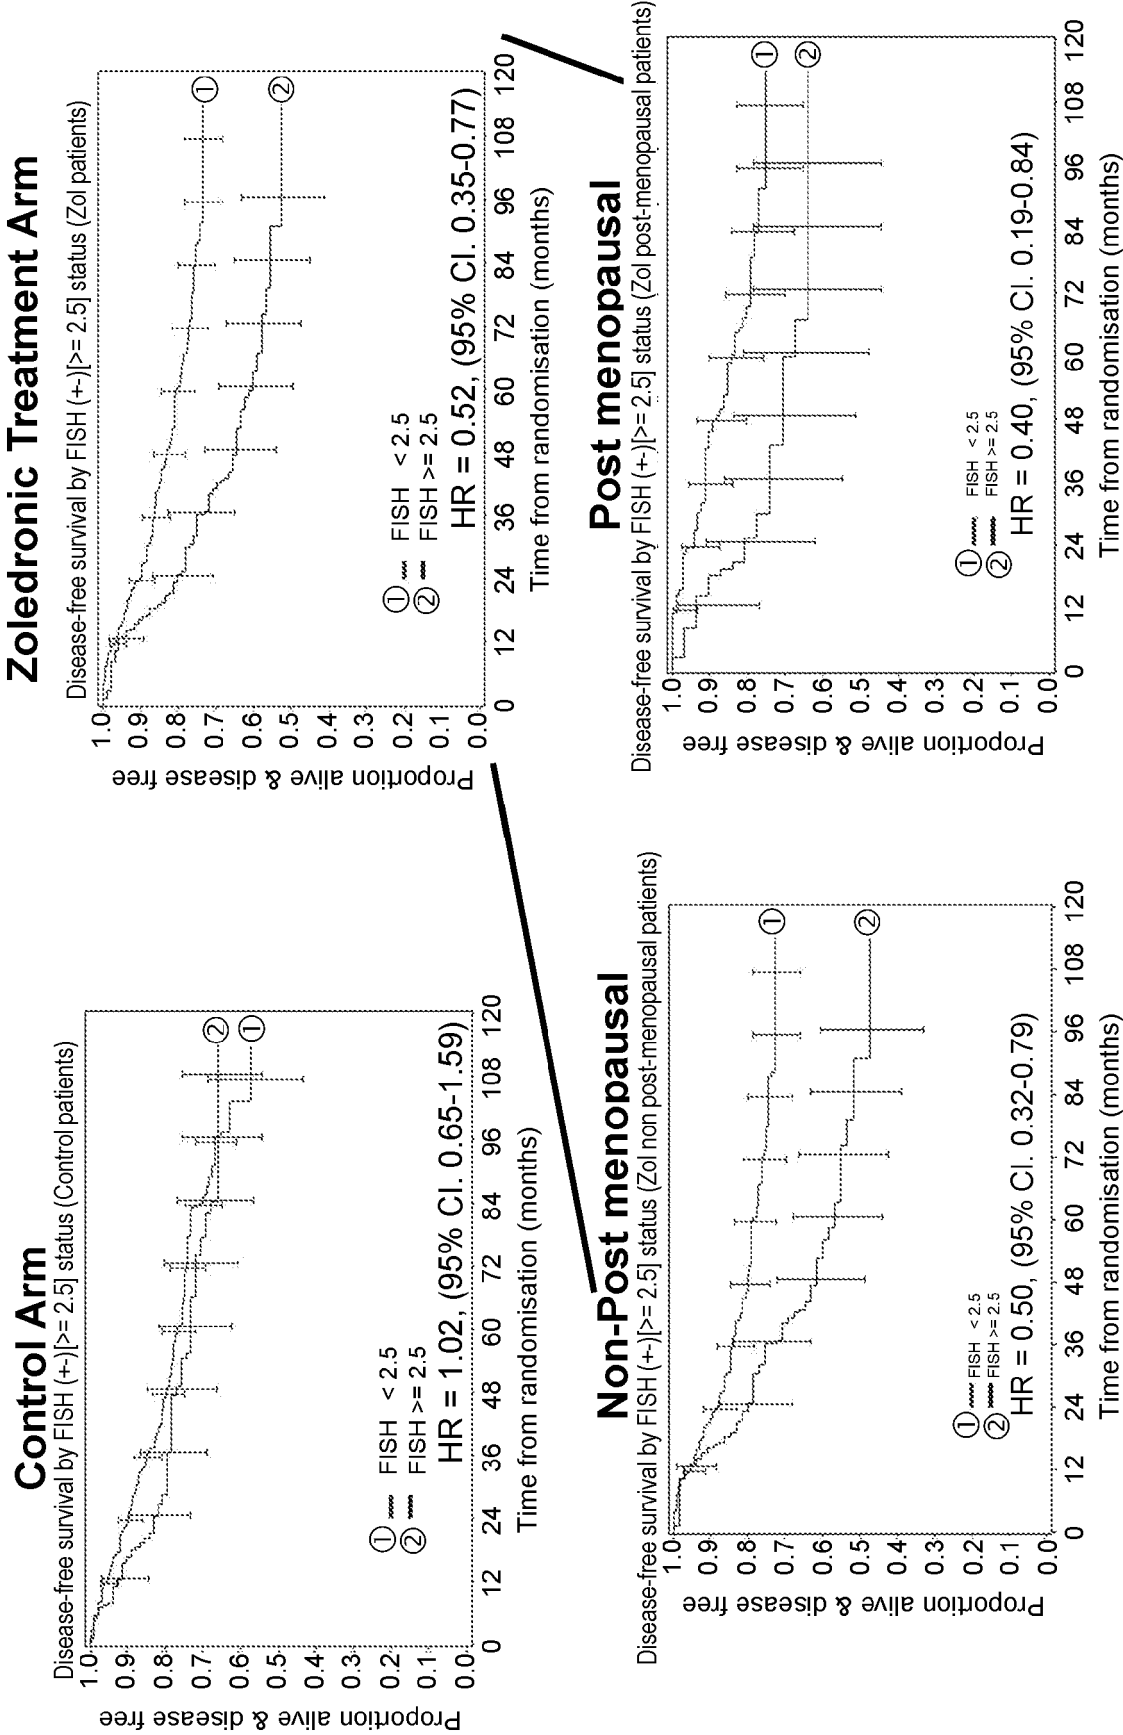 Control Arm
Disease-free survival by FISH (+-)[>= 2.5] status (Control patients)
Proportion alive & disease free
1.0
0.9
0.8
0.7
0.6
0.5
0.4
0.3
0.2
0.1
0.0
②
①
① FISH < 2.5
② FISH >= 2.5
HR = 1.02, (95% CI. 0.65-1.59)
0 12 24 36 48 60 72 84 96 108 120
Time from randomisation (months)
Zoledronic Treatment Arm
Disease-free survival by FISH (+-)[>= 2.5] status (Zol patients)
Proportion alive & disease free
1.0
0.9
0.8
0.7
0.6
0.5
0.4
0.3
0.2
0.1
0.0
①
②
① FISH < 2.5
② FISH >= 2.5
HR = 0.52, (95% CI. 0.35-0.77)
0 12 24 36 48 60 72 84 96 108 120
Time from randomisation (months)
Non-Post menopausal
Disease-free survival by FISH (+-)[>= 2.5] status (Zol non post-menopausal patients)
Proportion alive & disease free
1.0
0.9
0.8
0.7
0.6
0.5
0.4
0.3
0.2
0.1
0.0
①
②
① FISH < 2.5
② FISH >= 2.5
HR = 0.50, (95% CI. 0.32-0.79)
0 12 24 36 48 60 72 84 96 108 120
Time from randomisation (months)
Post menopausal
Disease-free survival by FISH (+-)[>= 2.5] status (Zol post-menopausal patients)
Proportion alive & disease free
1.0
0.9
0.8
0.7
0.6
0.5
0.4
0.3
0.2
0.1
0.0
①
②
① FISH < 2.5
② FISH >= 2.5
HR = 0.40, (95% CI. 0.19-0.84)
0 12 24 36 48 60 72 84 96 108 120
Time from randomisation (months)